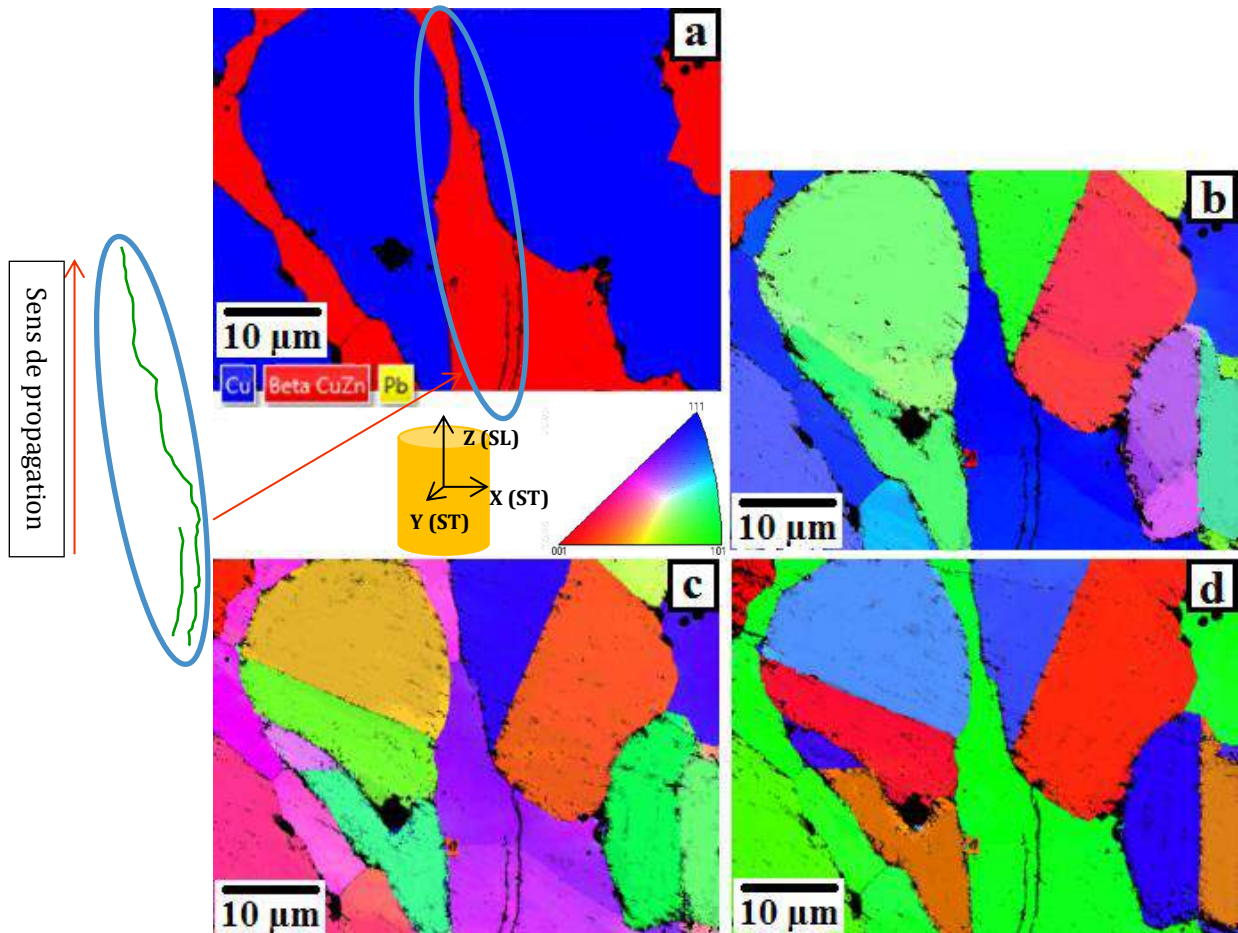 a
10 µm
Cu
Beta CuZn
Pb
Sens de propagation
b
10 µm
Z (SL)
X (ST)
Y (ST)
111
001
101
c
10 µm
d
10 µm